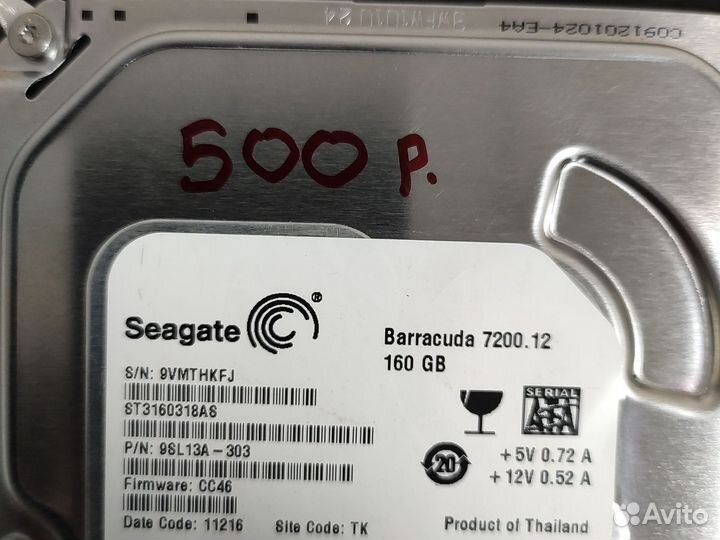 C091201024-EA4
500 р.
Seagate ®
Barracuda 7200.12
160 GB
S/N: 9VMTHKFJ
ST3160318AS
P/N: 9SL13A-303
Firmware: CC46
Date Code: 11216
Site Code: TK
SERIAL
ATA
20
+5V 0.72 A
+12V 0.52 A
Product of Thailand
Avito